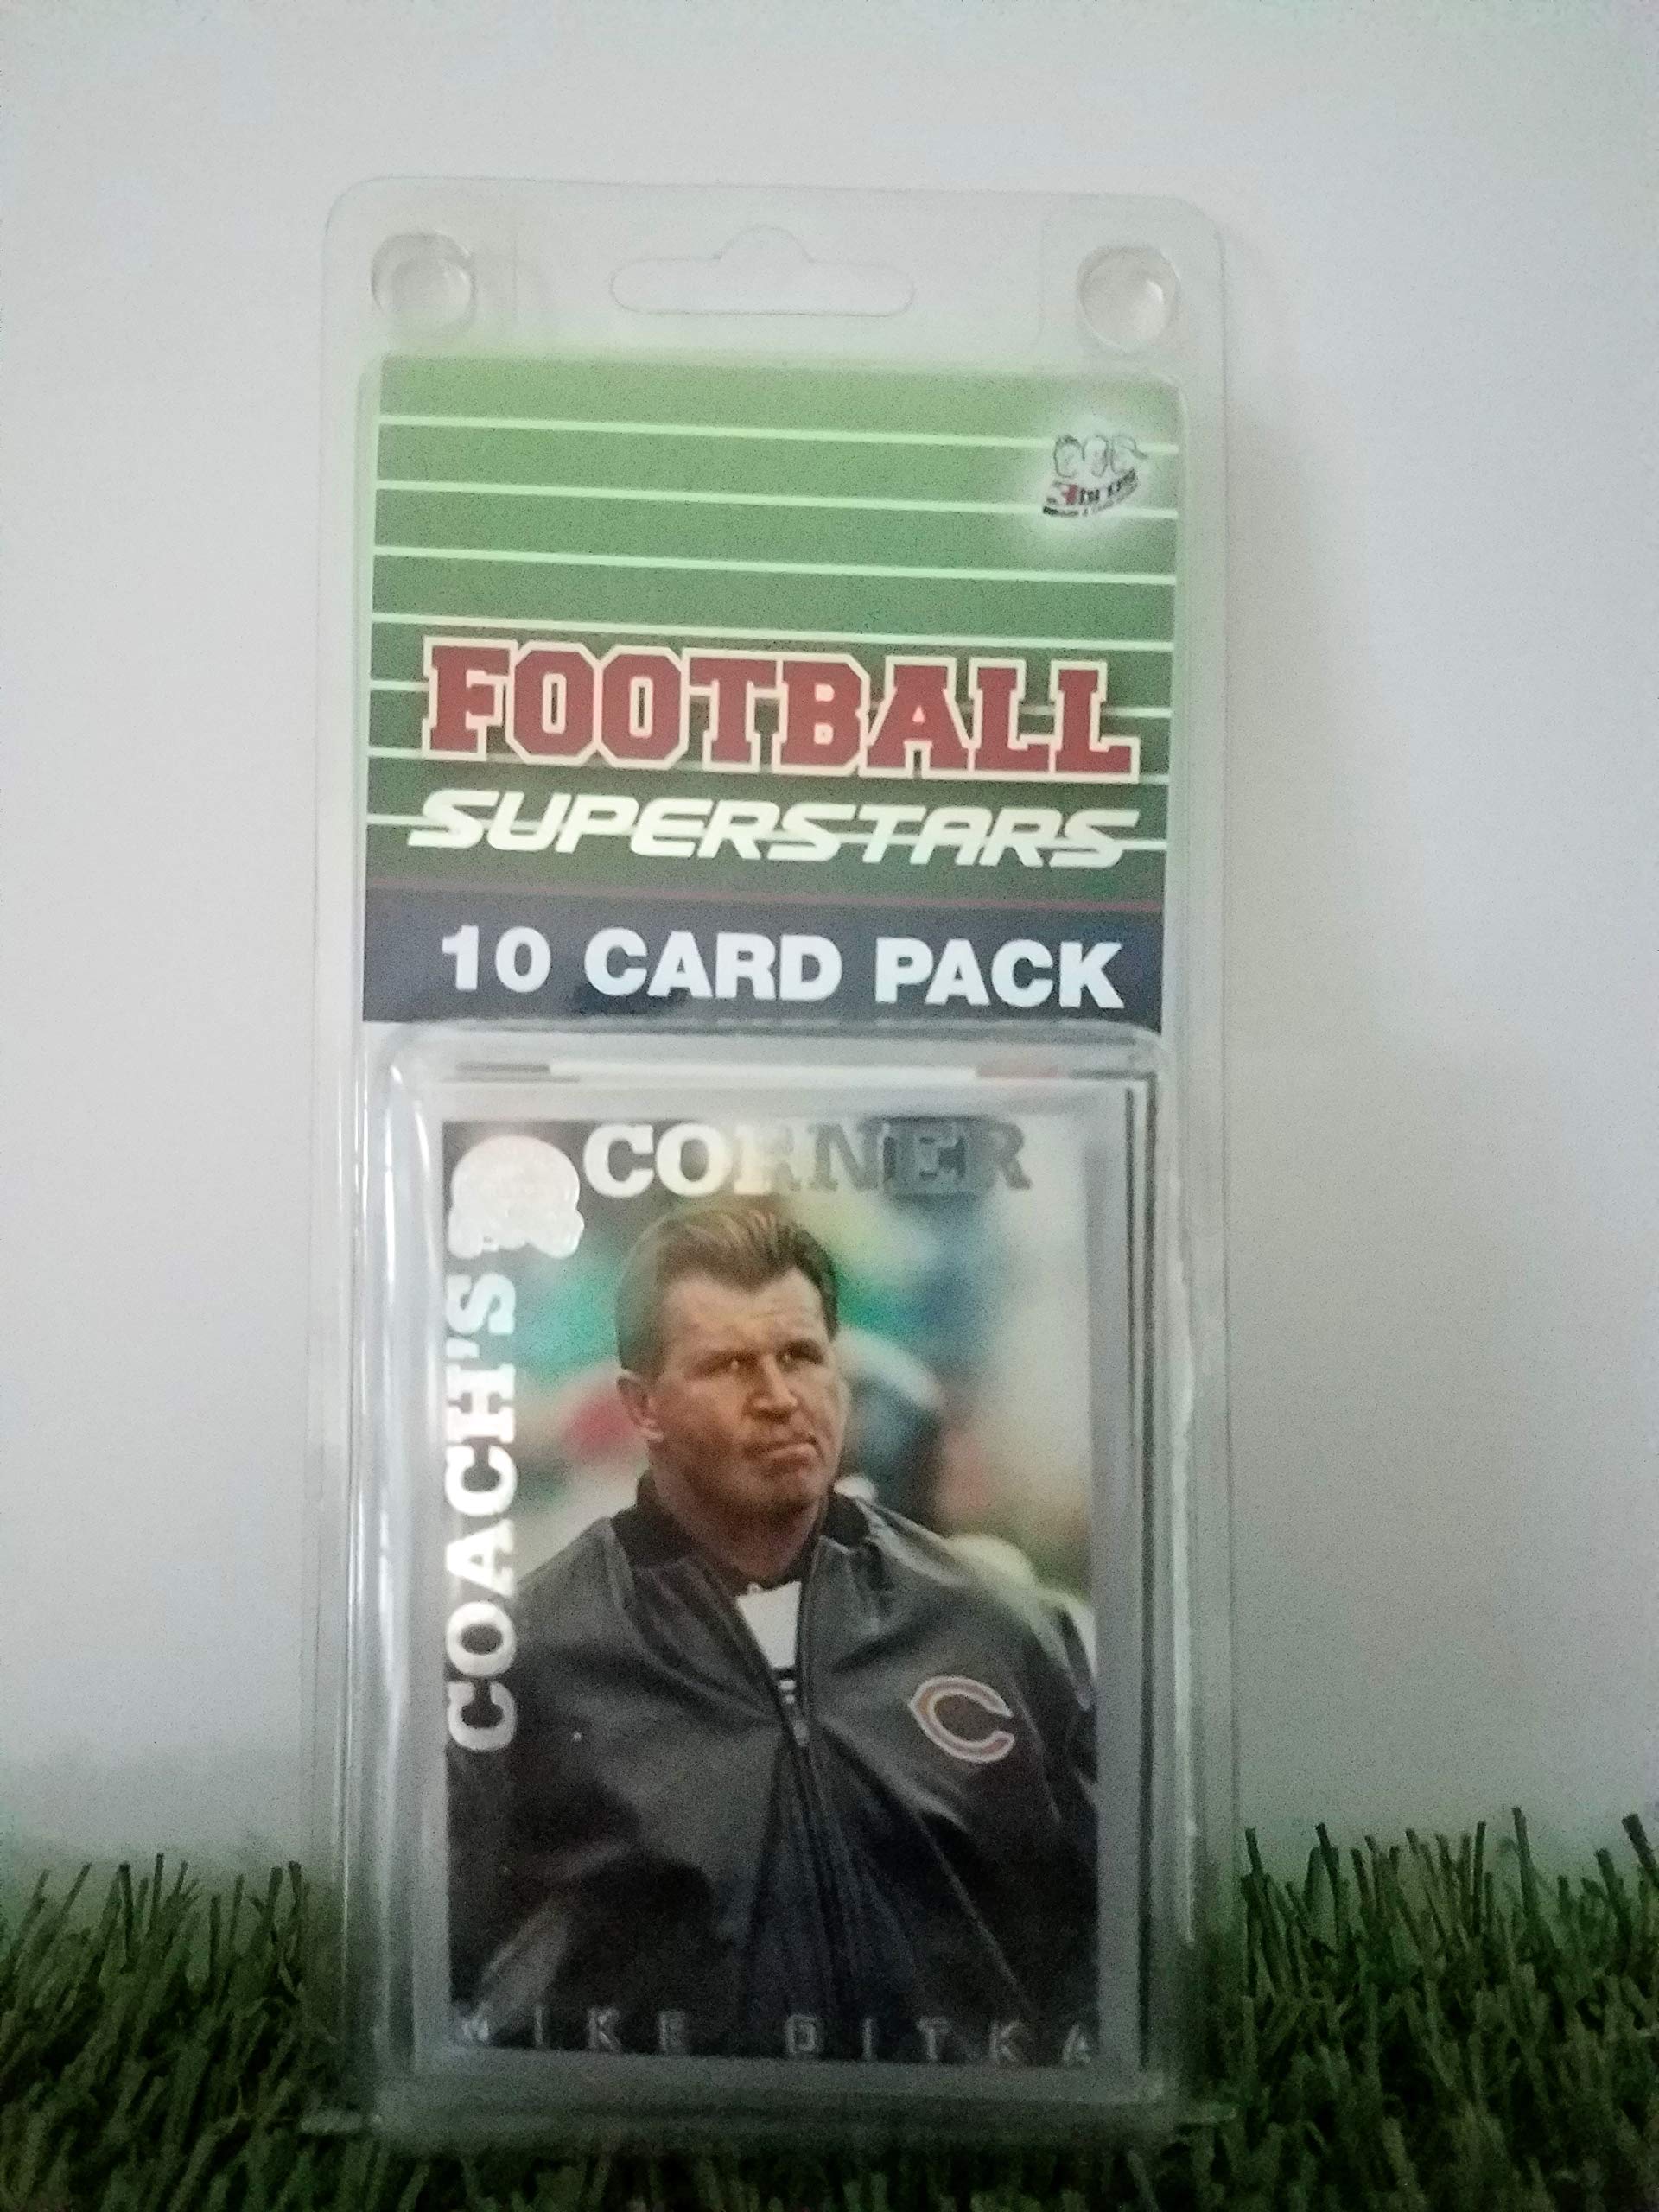 FOOTBALL
SUPERSTARS
10 CARD PACK
COACH'S
CORNER
C
MIKE DITKA